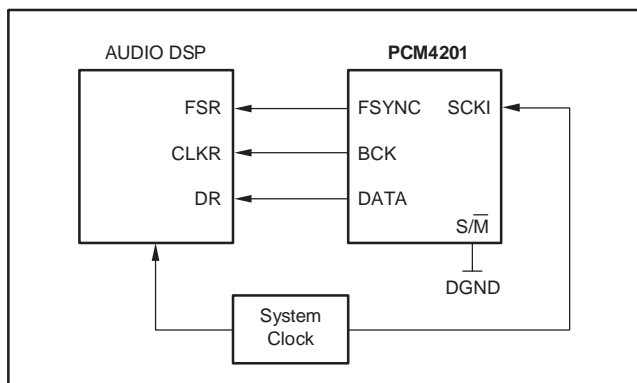 AUDIO DSP
PCM4201
FSR
FSYNC
SCKI
CLKR
BCK
DR
DATA
S/M̅
DGND
System
Clock